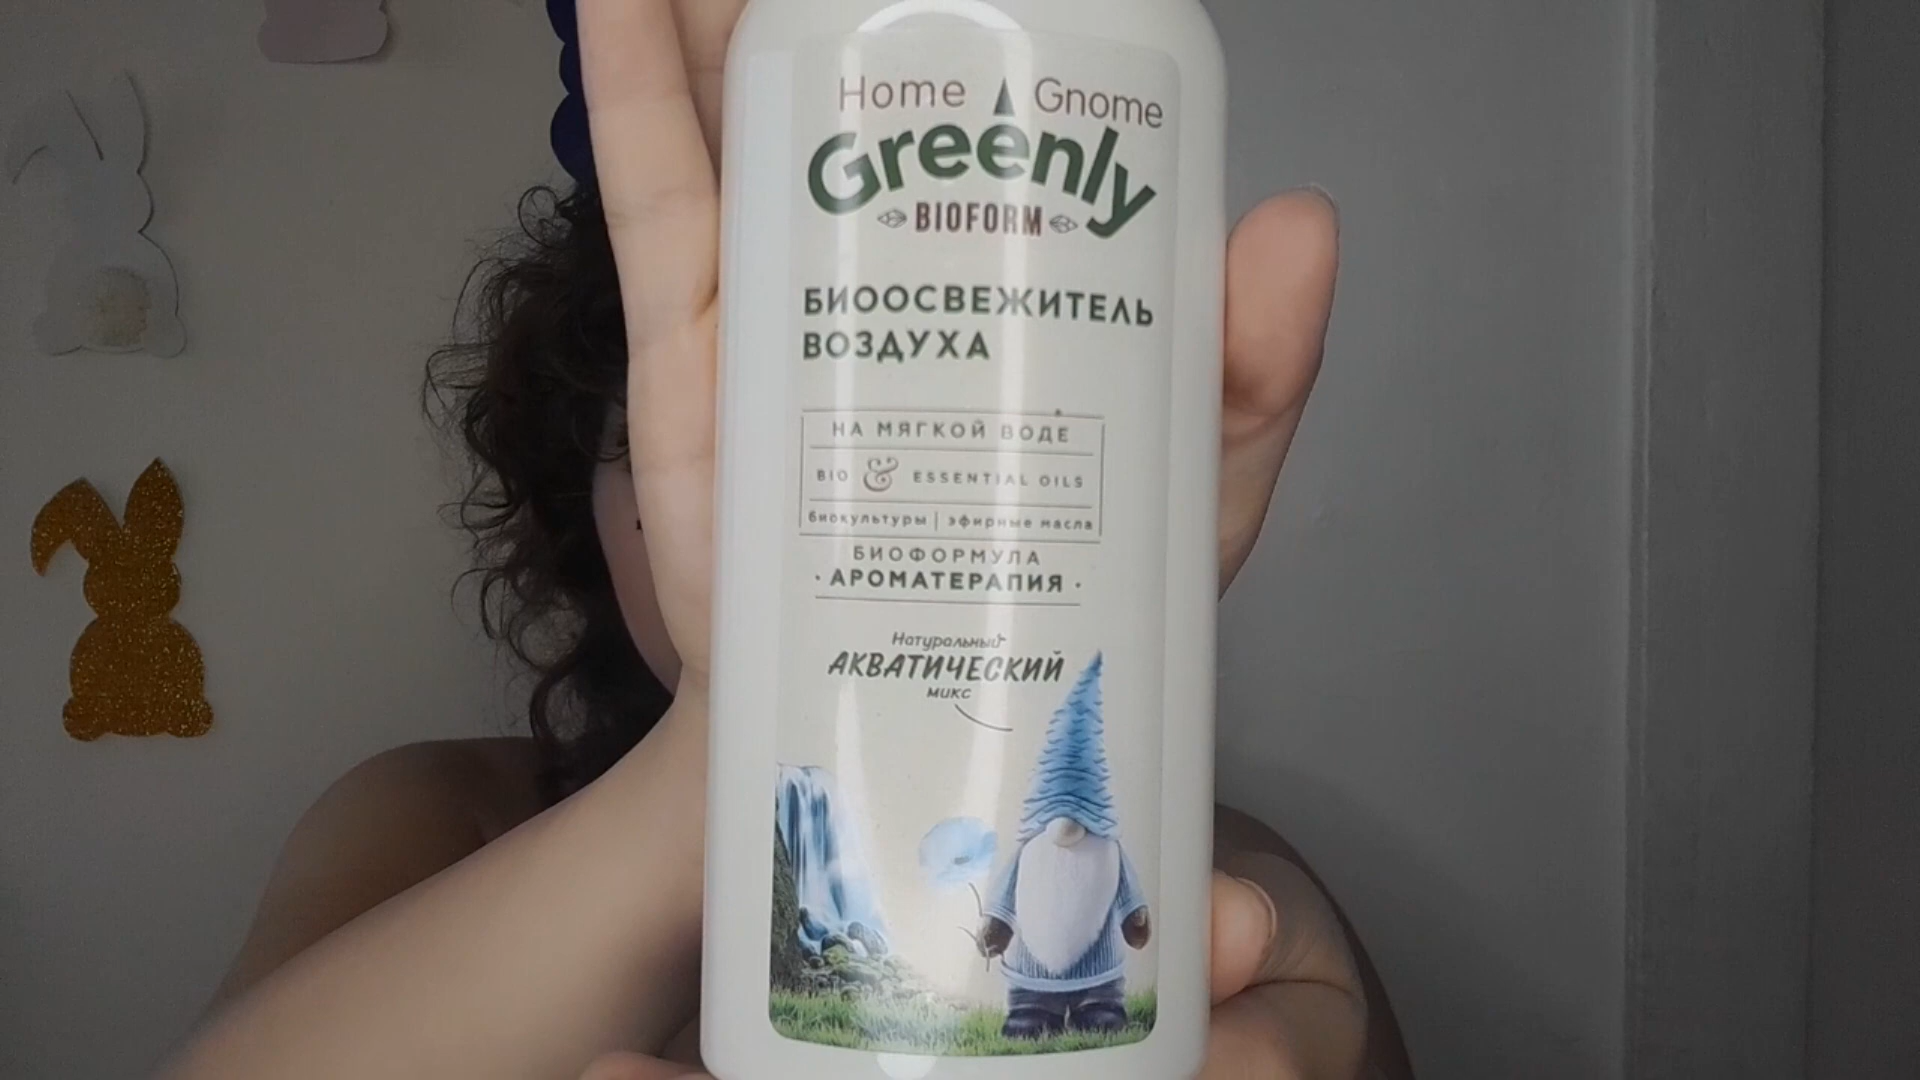 Home Gnome
Greenly
BIOFORM
БИООСВЕЖИТЕЛЬ
ВОЗДУХА
НА МЯГКОЙ ВОДЕ
BIO & ESSENTIAL OILS
биокультуры | эфирные масла
БИОФОРМУЛА
· АРОМАТЕРАПИЯ ·
Натуральный
АКВАТИЧЕСКИЙ
микс